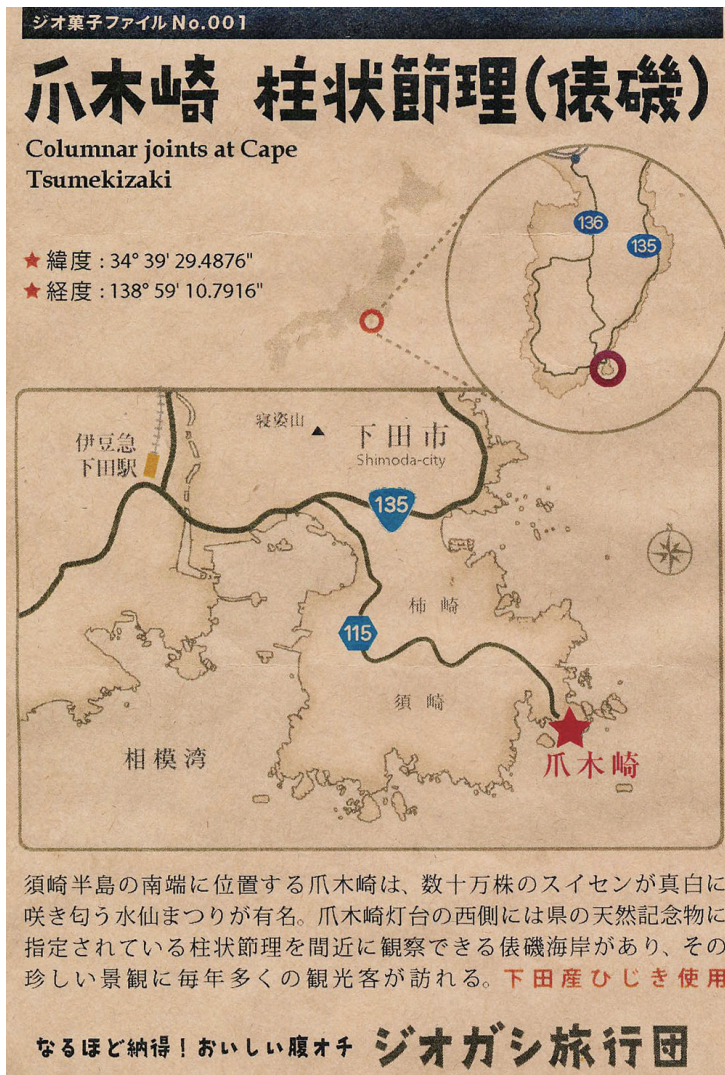 ジオ菓子ファイル No.001
爪木崎 柱状節理(俵磯)
Columnar joints at Cape
Tsumekizaki
★ 緯度 : 34° 39' 29.4876"
★ 経度 : 138° 59' 10.7916"
136
135
寝姿山
下田市
Shimoda-city
伊豆急
下田駅
135
柿崎
115
須崎
相模湾
爪木崎
須崎半島の南端に位置する爪木崎は、数十万株のスイセンが真白に
咲き匂う水仙まつりが有名。爪木崎灯台の西側には県の天然記念物に
指定されている柱状節理を間近に観察できる俵磯海岸があり、その
珍しい景観に毎年多くの観光客が訪れる。下田産ひじき使用
なるほど納得！おいしい腹オチ ジオガシ旅行団